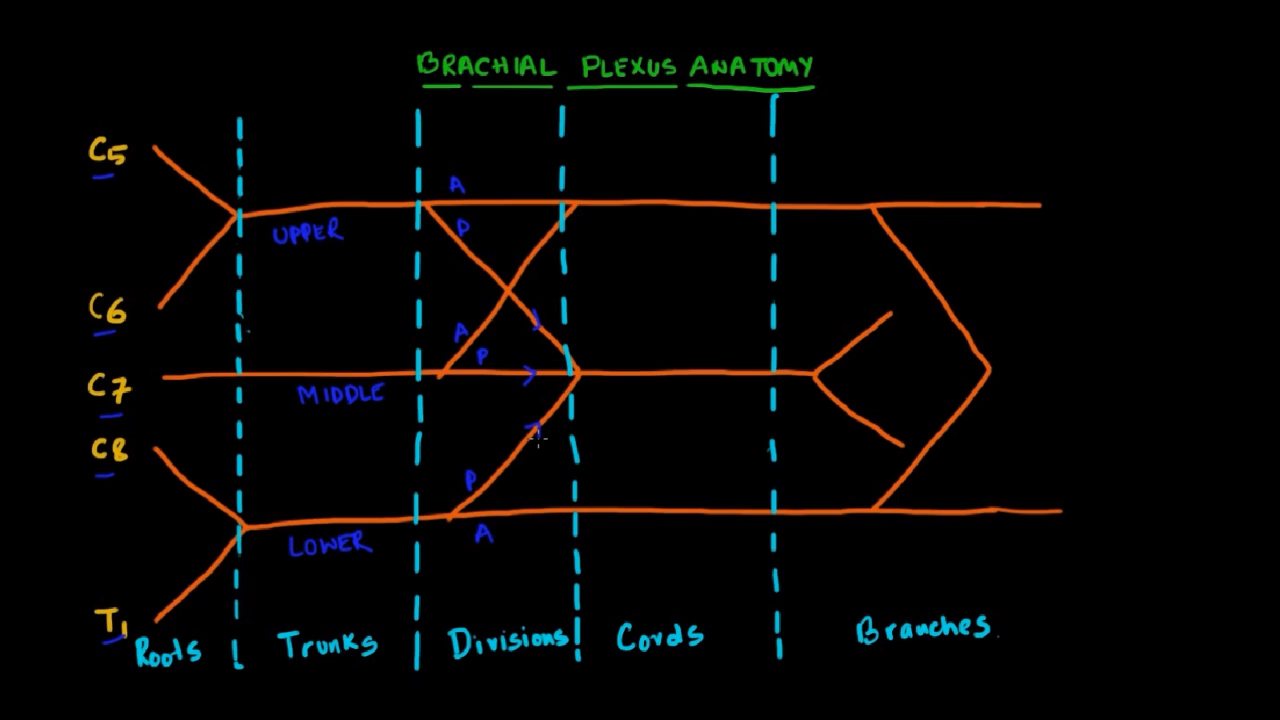 BRACHIAL PLEXUS ANATOMY
C5
A
P
UPPER
C6
A
P
C7
MIDDLE
C8
P
A
LOWER
T1
Roots
Trunks
Divisions
Cords
Branches